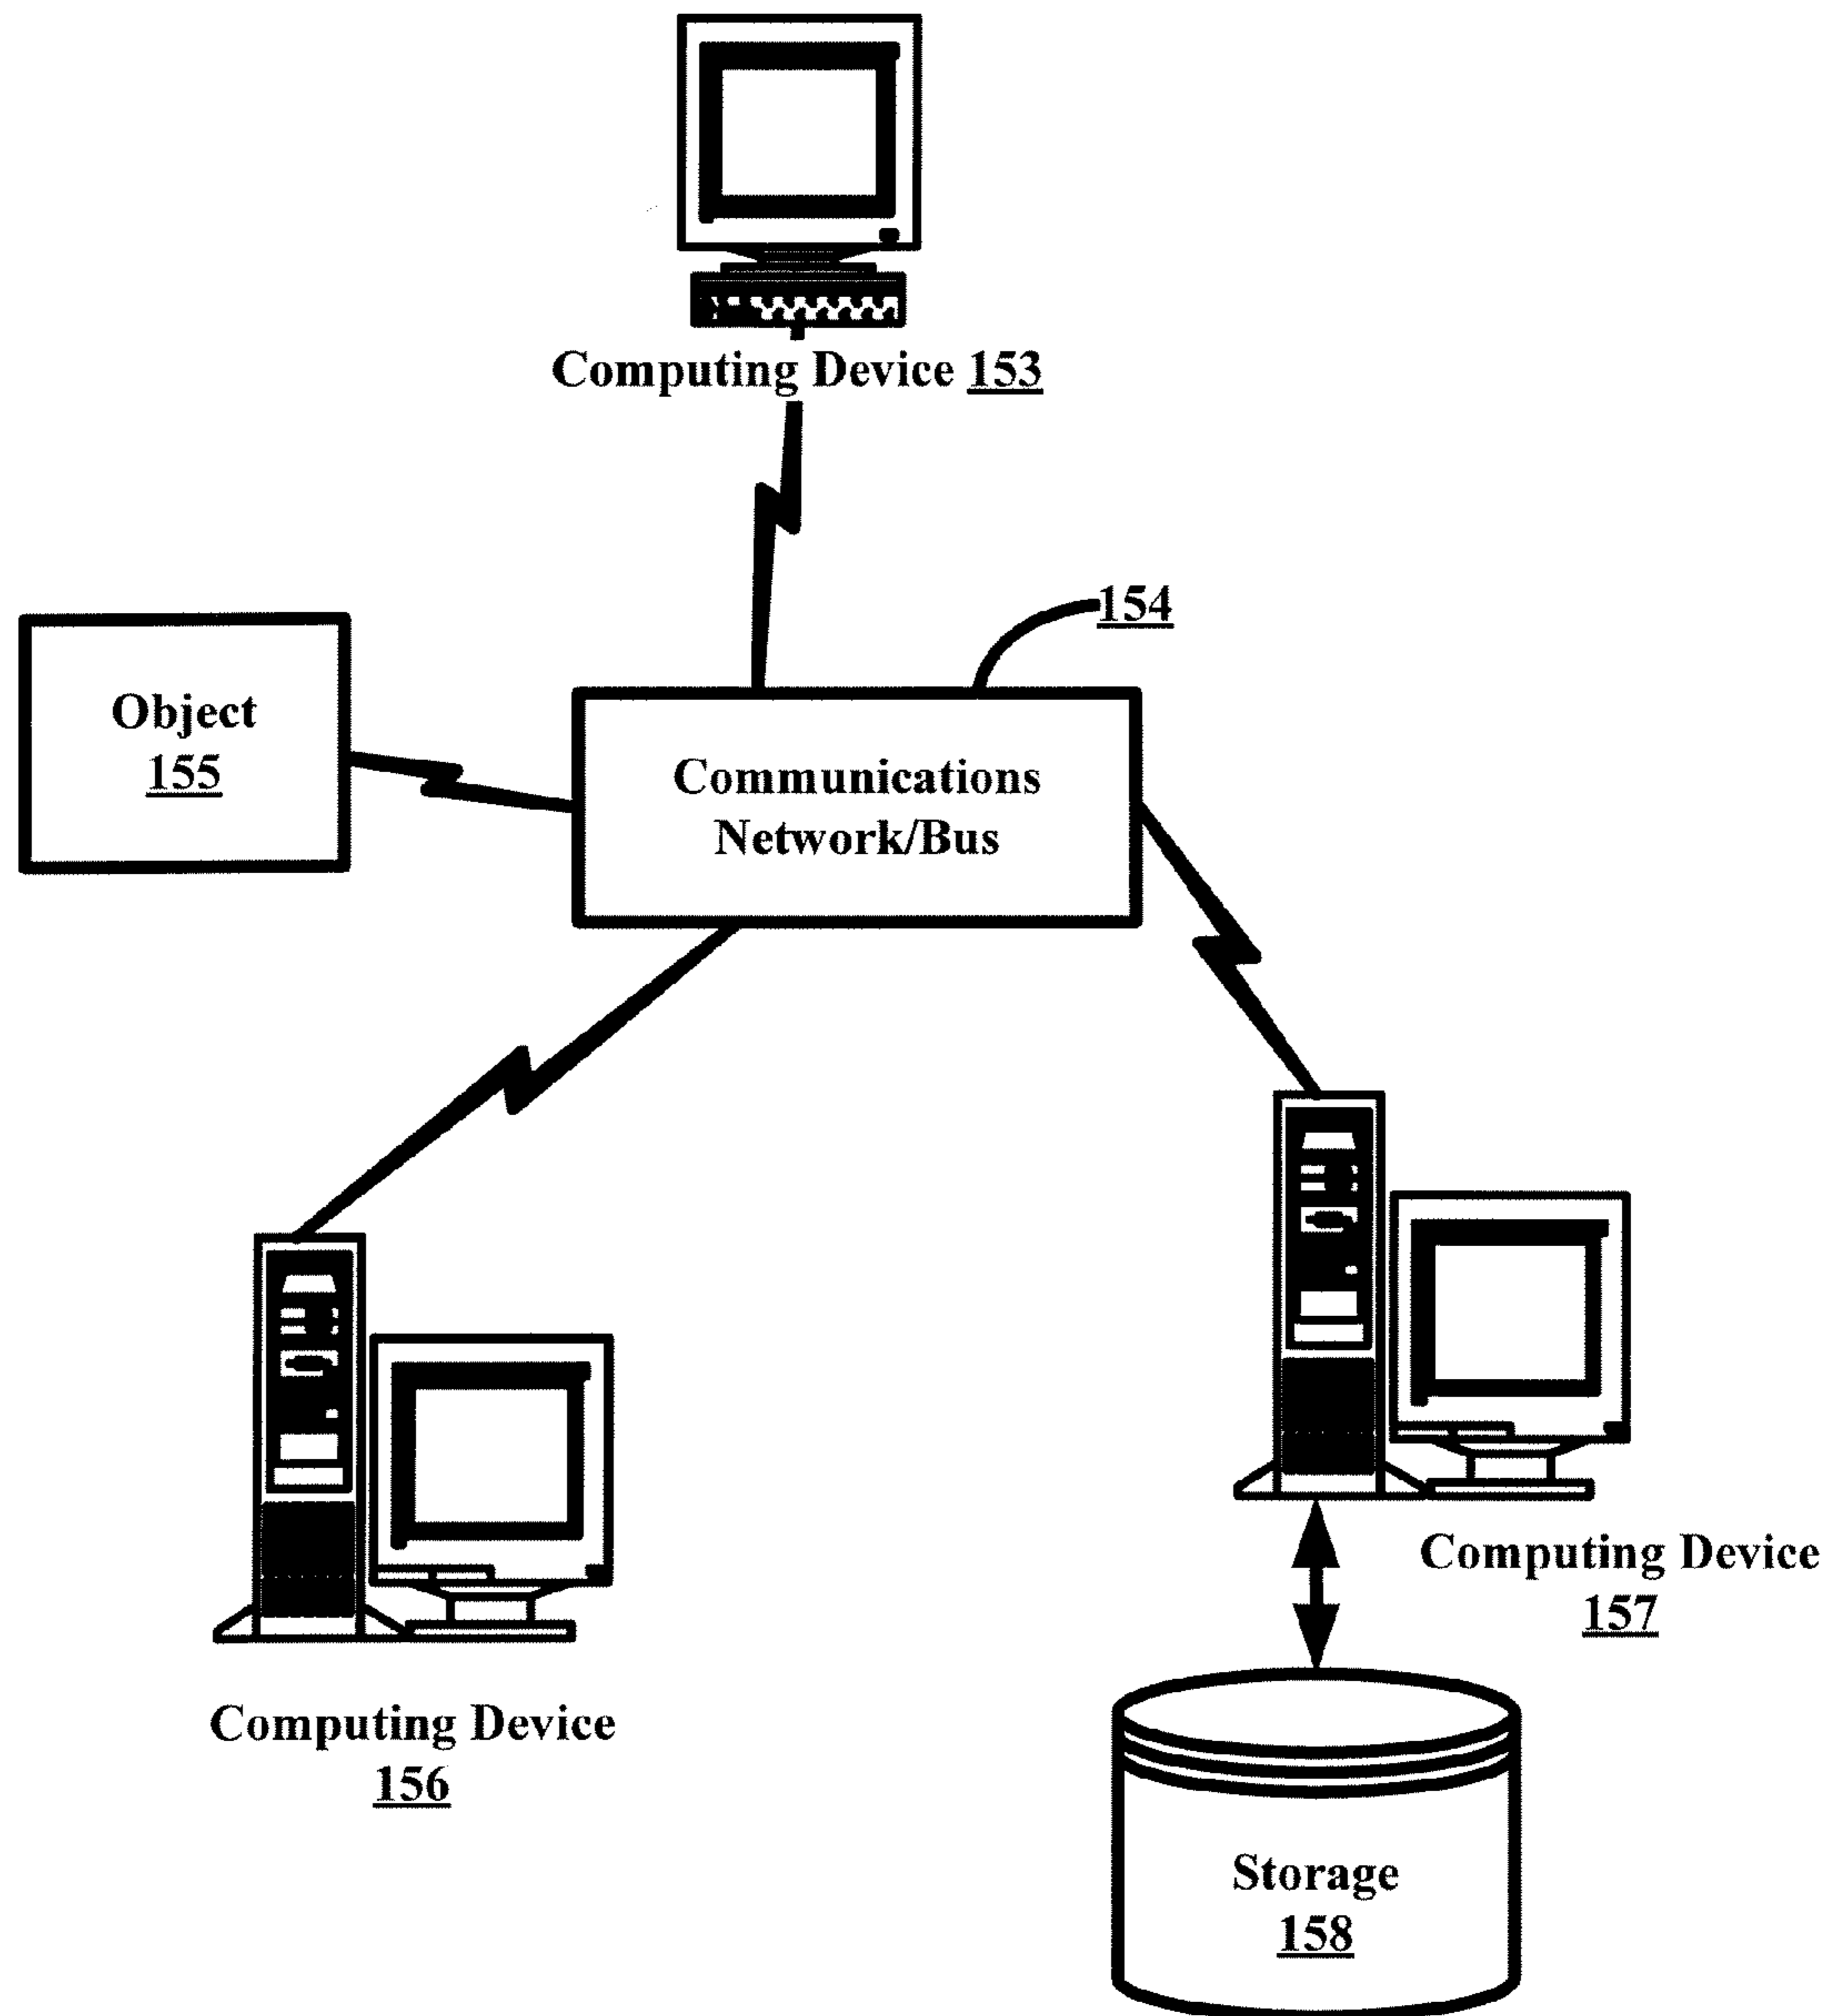 Computing Device 153
154
Object
155
Communications
Network/Bus
Computing Device
157
Computing Device
156
Storage
158